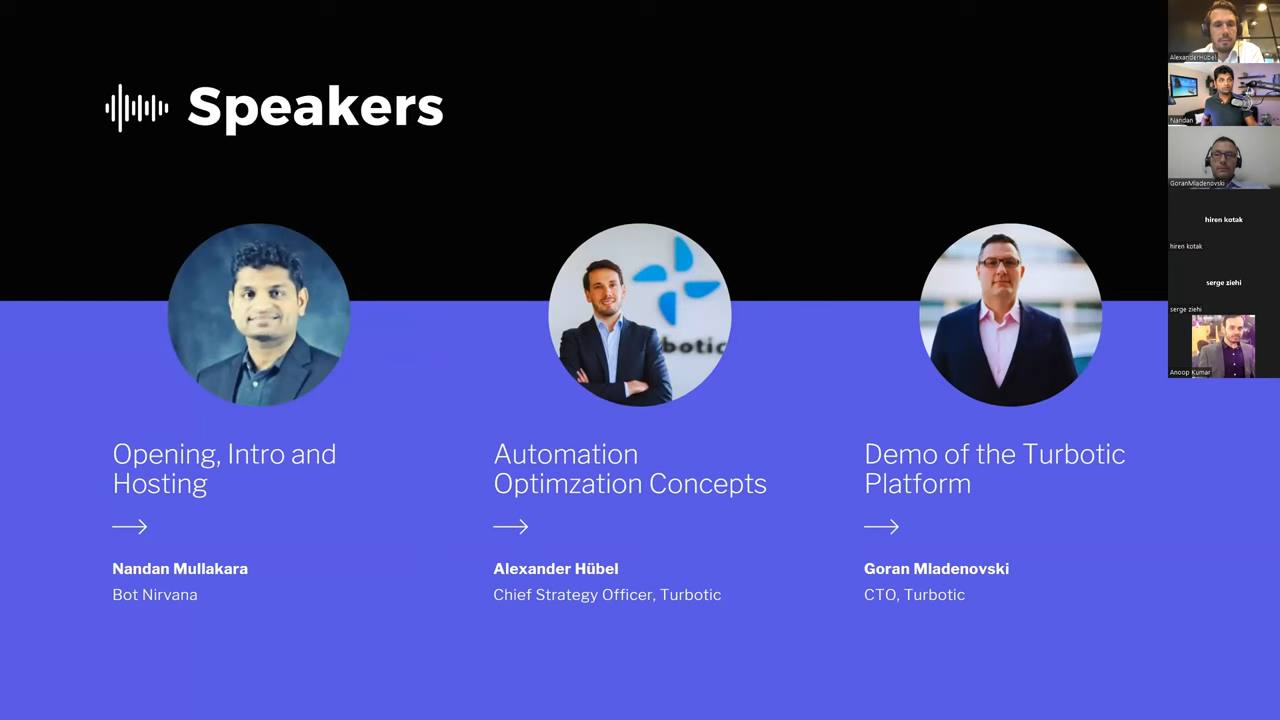 Speakers
botic
Opening, Intro and
Hosting
Nandan Mullakara
Bot Nirvana
Automation
Optimzation Concepts
Alexander Hübel
Chief Strategy Officer, Turbotic
Demo of the Turbotic
Platform
Goran Mladenovski
CTO, Turbotic
AlexanderHübel
Nandan
GoranMladenovski
hiren kotak
hiren kotak
serge ziehi
serge ziehi
Anoop Kumar